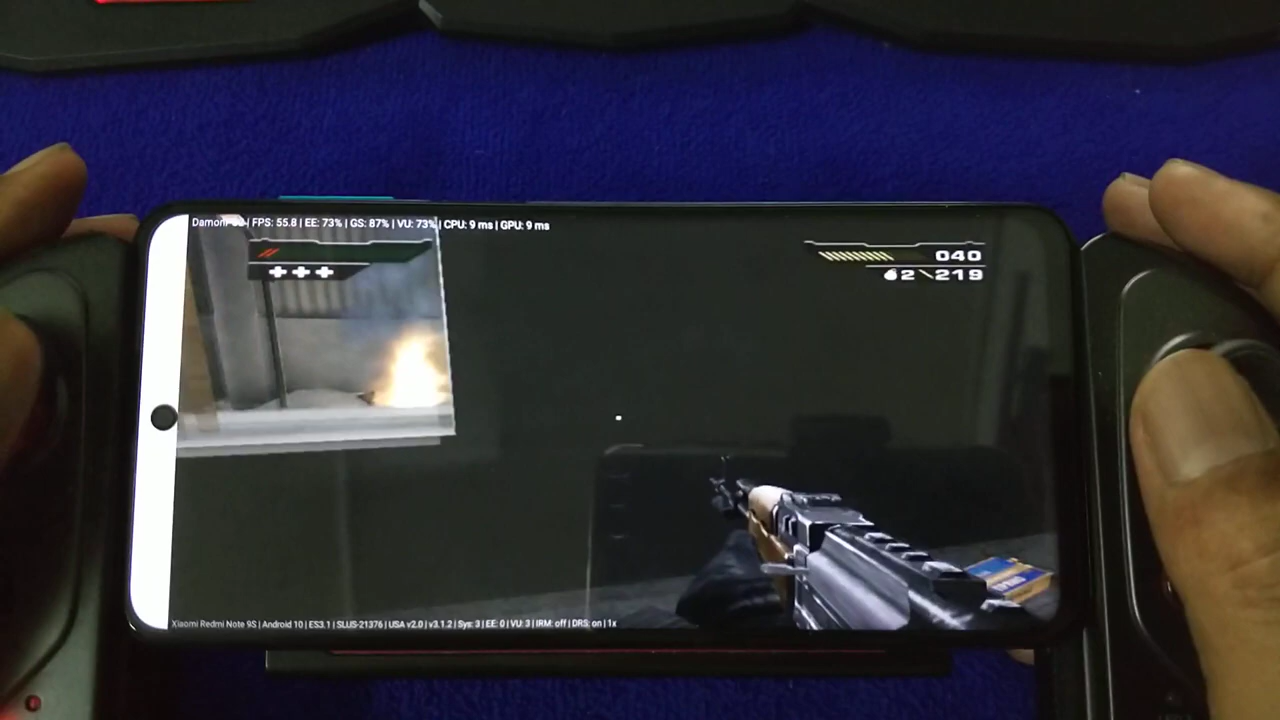 FPS: 55.8 | EE: 73% | GS: 87% | VU: 73% | CPU: 9 ms | GPU: 9 ms
040
62\219
Xiaomi Redmi Note 9S | Android 10 | ES3.1 | SLUS-21376 | USA v2.0 | v3.1.2 | Sys: 3 | EE: 0 | VU: 3 | IRM: off | DRS: on | 1x